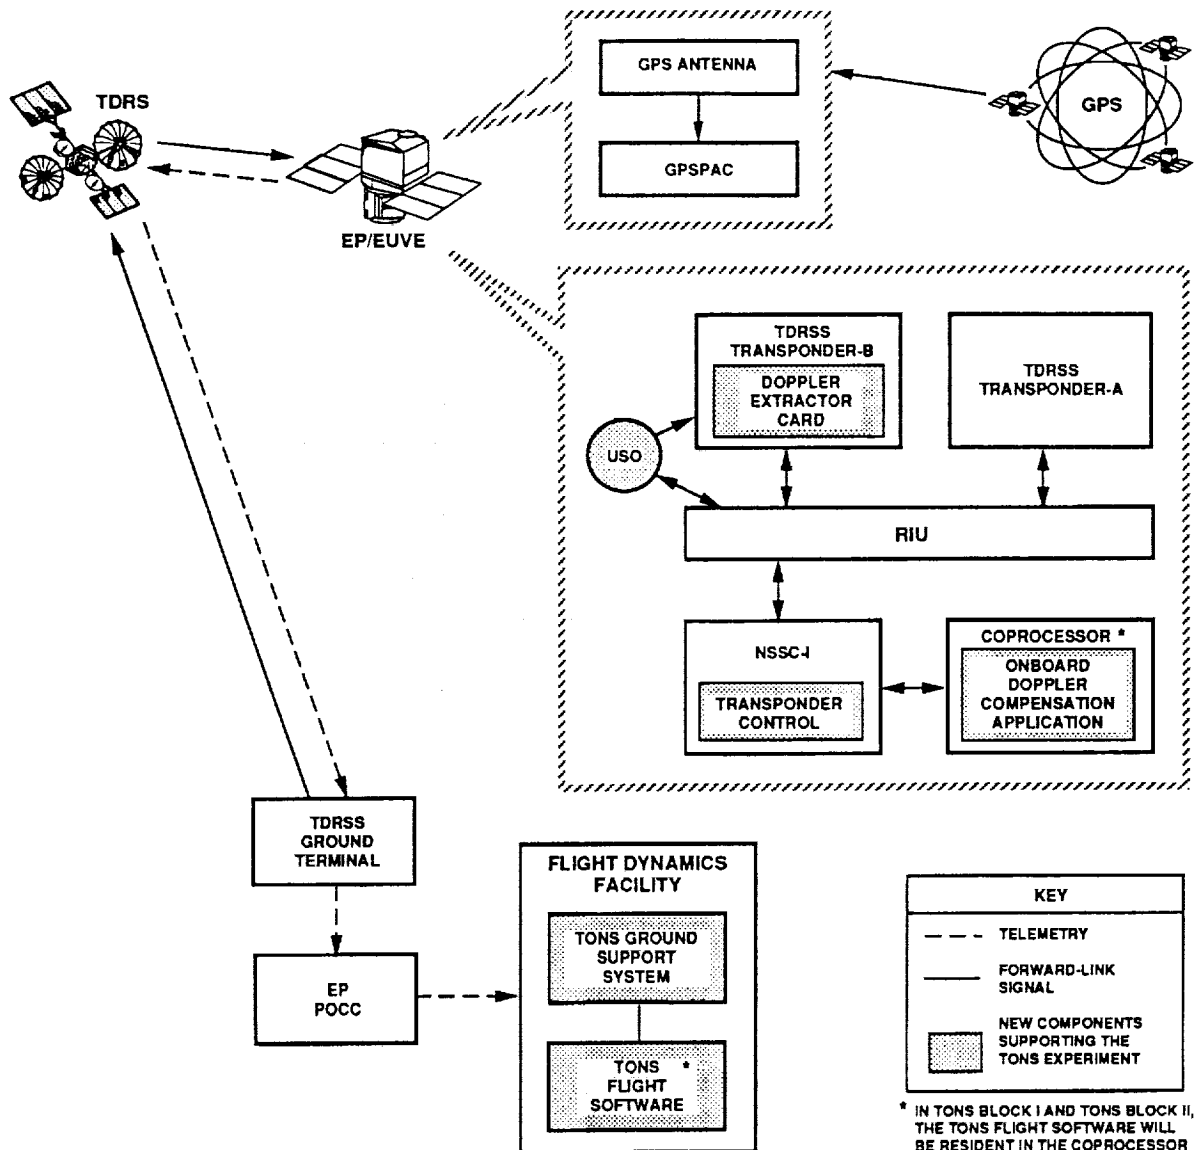 TDRS
EP/EUVE
GPS ANTENNA
GPSPAC
GPS
TDRSS
TRANSPONDER-B
DOPPLER
EXTRACTOR
CARD
TDRSS
TRANSPONDER-A
USO
RIU
NSSC-I
TRANSPONDER
CONTROL
COPROCESSOR *
ONBOARD
DOPPLER
COMPENSATION
APPLICATION
TDRSS
GROUND
TERMINAL
EP
POCC
FLIGHT DYNAMICS
FACILITY
TONS GROUND
SUPPORT
SYSTEM
TONS *
FLIGHT
SOFTWARE
KEY
TELEMETRY
FORWARD-LINK
SIGNAL
NEW COMPONENTS
SUPPORTING THE
TONS EXPERIMENT
* IN TONS BLOCK I AND TONS BLOCK II,
THE TONS FLIGHT SOFTWARE WILL
BE RESIDENT IN THE COPROCESSOR